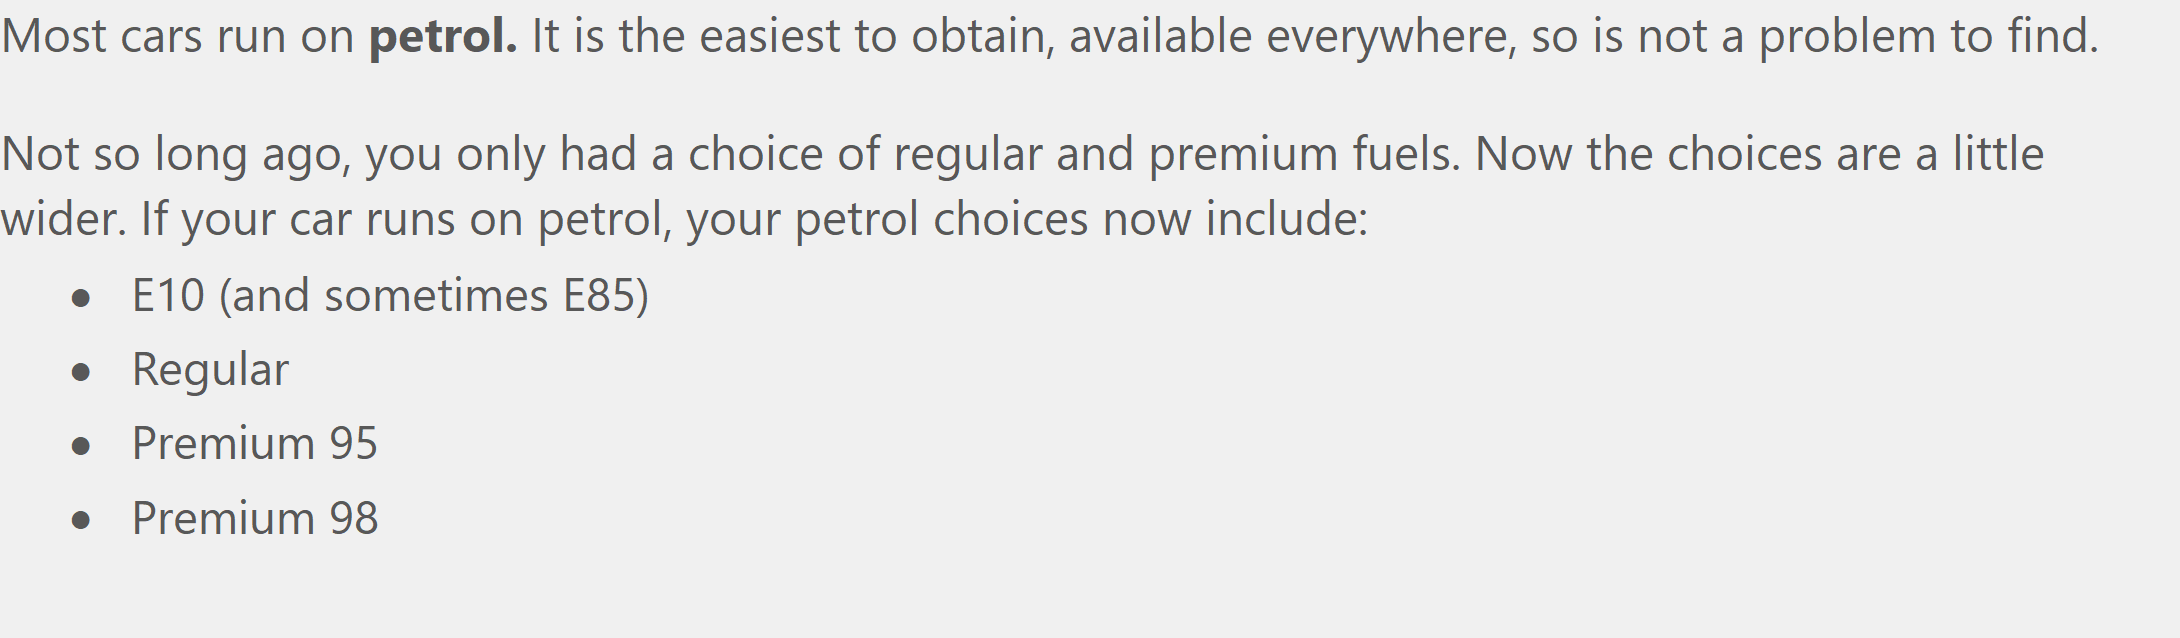 Most cars run on petrol. It is the easiest to obtain, available everywhere, so is not a problem to find.
Not so long ago, you only had a choice of regular and premium fuels. Now the choices are a little
wider. If your car runs on petrol, your petrol choices now include:
● E10 (and sometimes E85)
● Regular
● Premium 95
● Premium 98